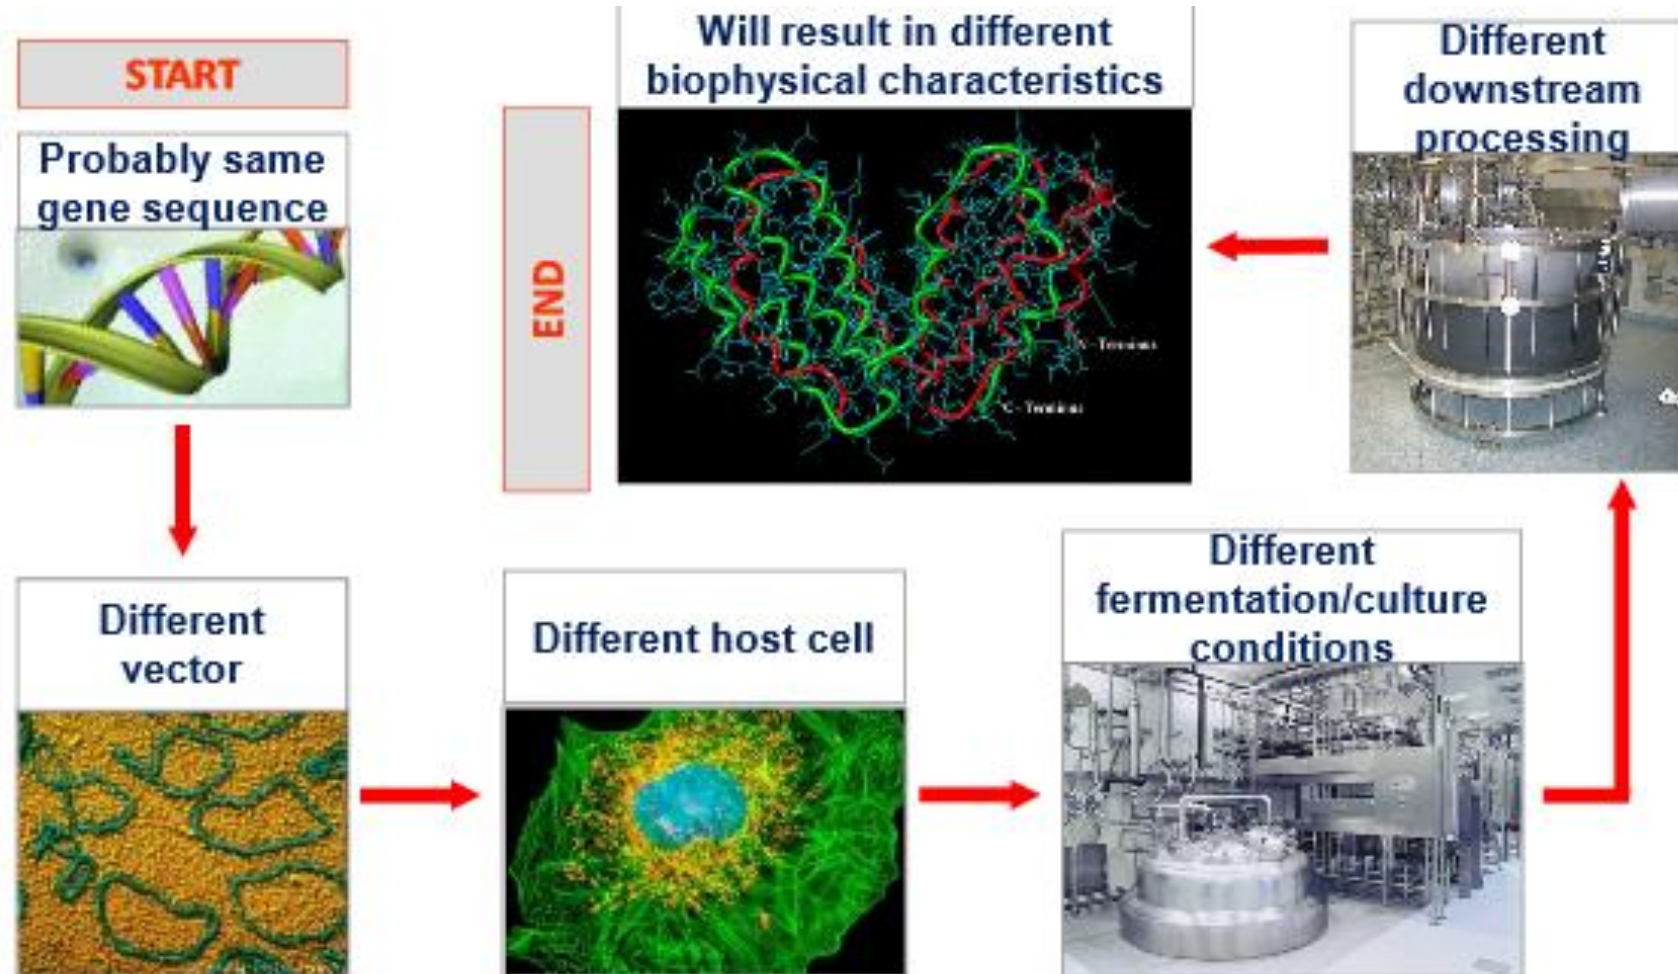 START
Probably same
gene sequence
Different
vector
Different host cell
Different
fermentation/culture
conditions
Different
downstream
processing
Will result in different
biophysical characteristics
- Terminus
C - Terminus
END